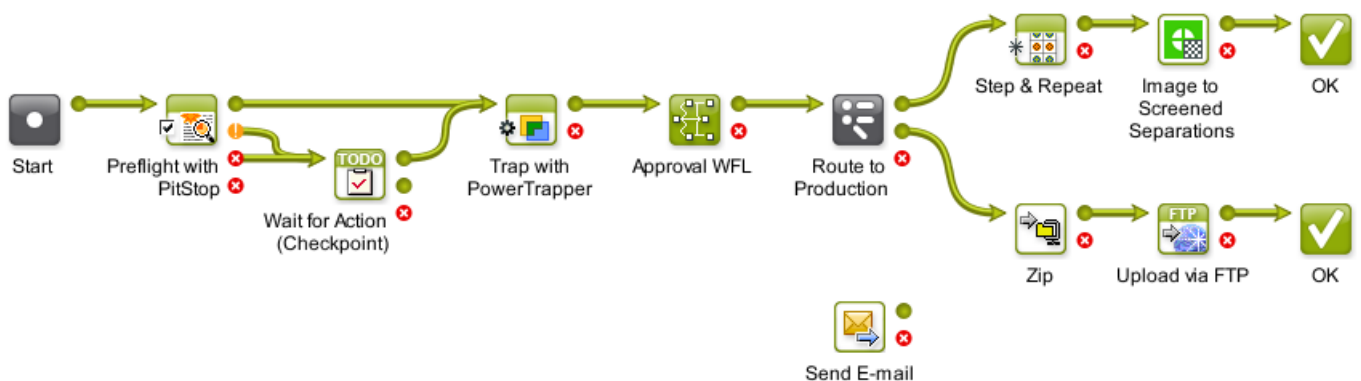 Start
Preflight with
PitStop
TODO
Wait for Action
(Checkpoint)
Trap with
PowerTrapper
Approval WFL
Route to
Production
Step & Repeat
Image to
Screened
Separations
OK
Zip
FTP
Upload via FTP
OK
Send E-mail